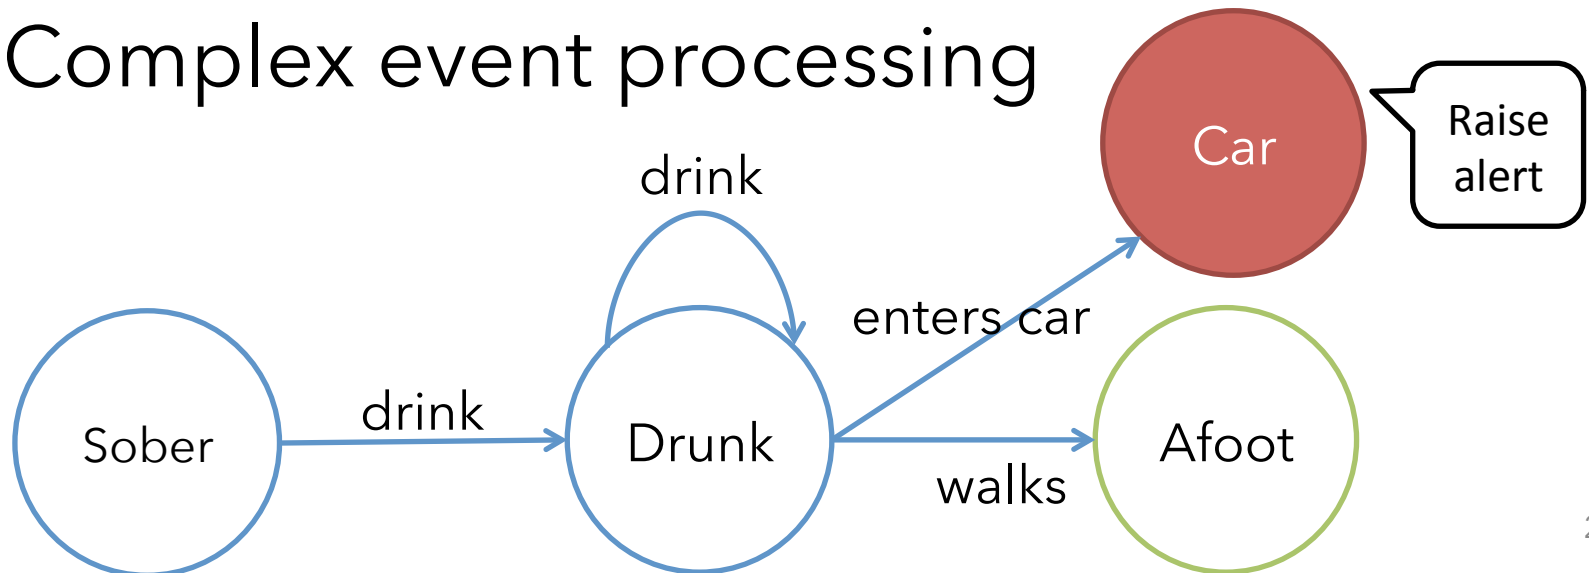 Complex event processing
Car
Raise
alert
drink
enters car
Sober
drink
Drunk
walks
Afoot